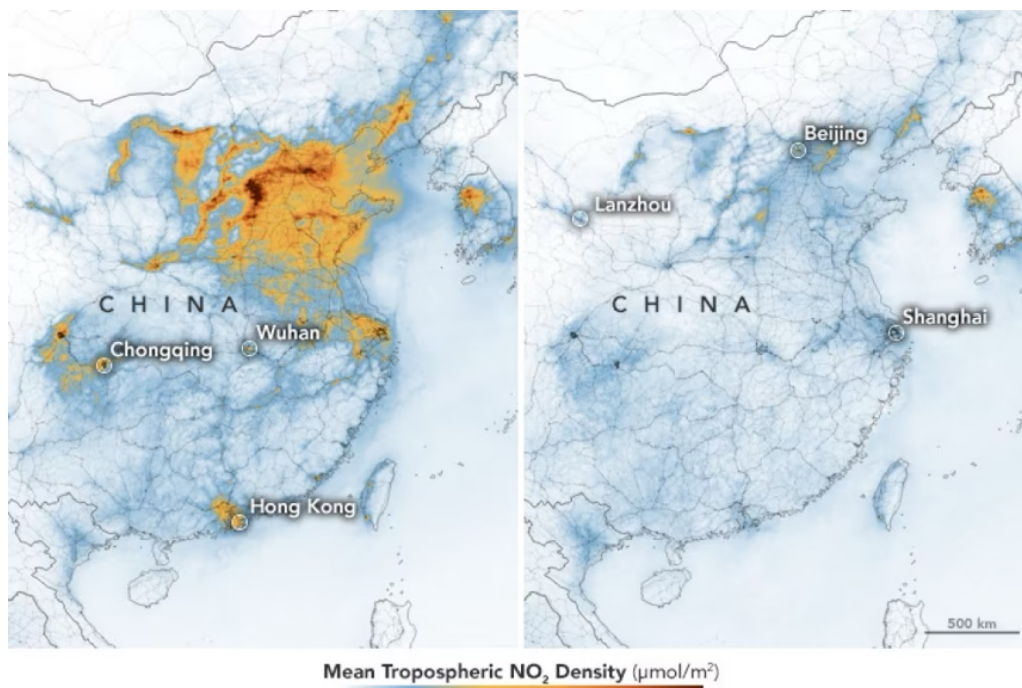 CHINA
Wuhan
Chongqing
Hong Kong
Beijing
Lanzhou
CHINA
Shanghai
500 km
Mean Tropospheric NO₂ Density (µmol/m²)